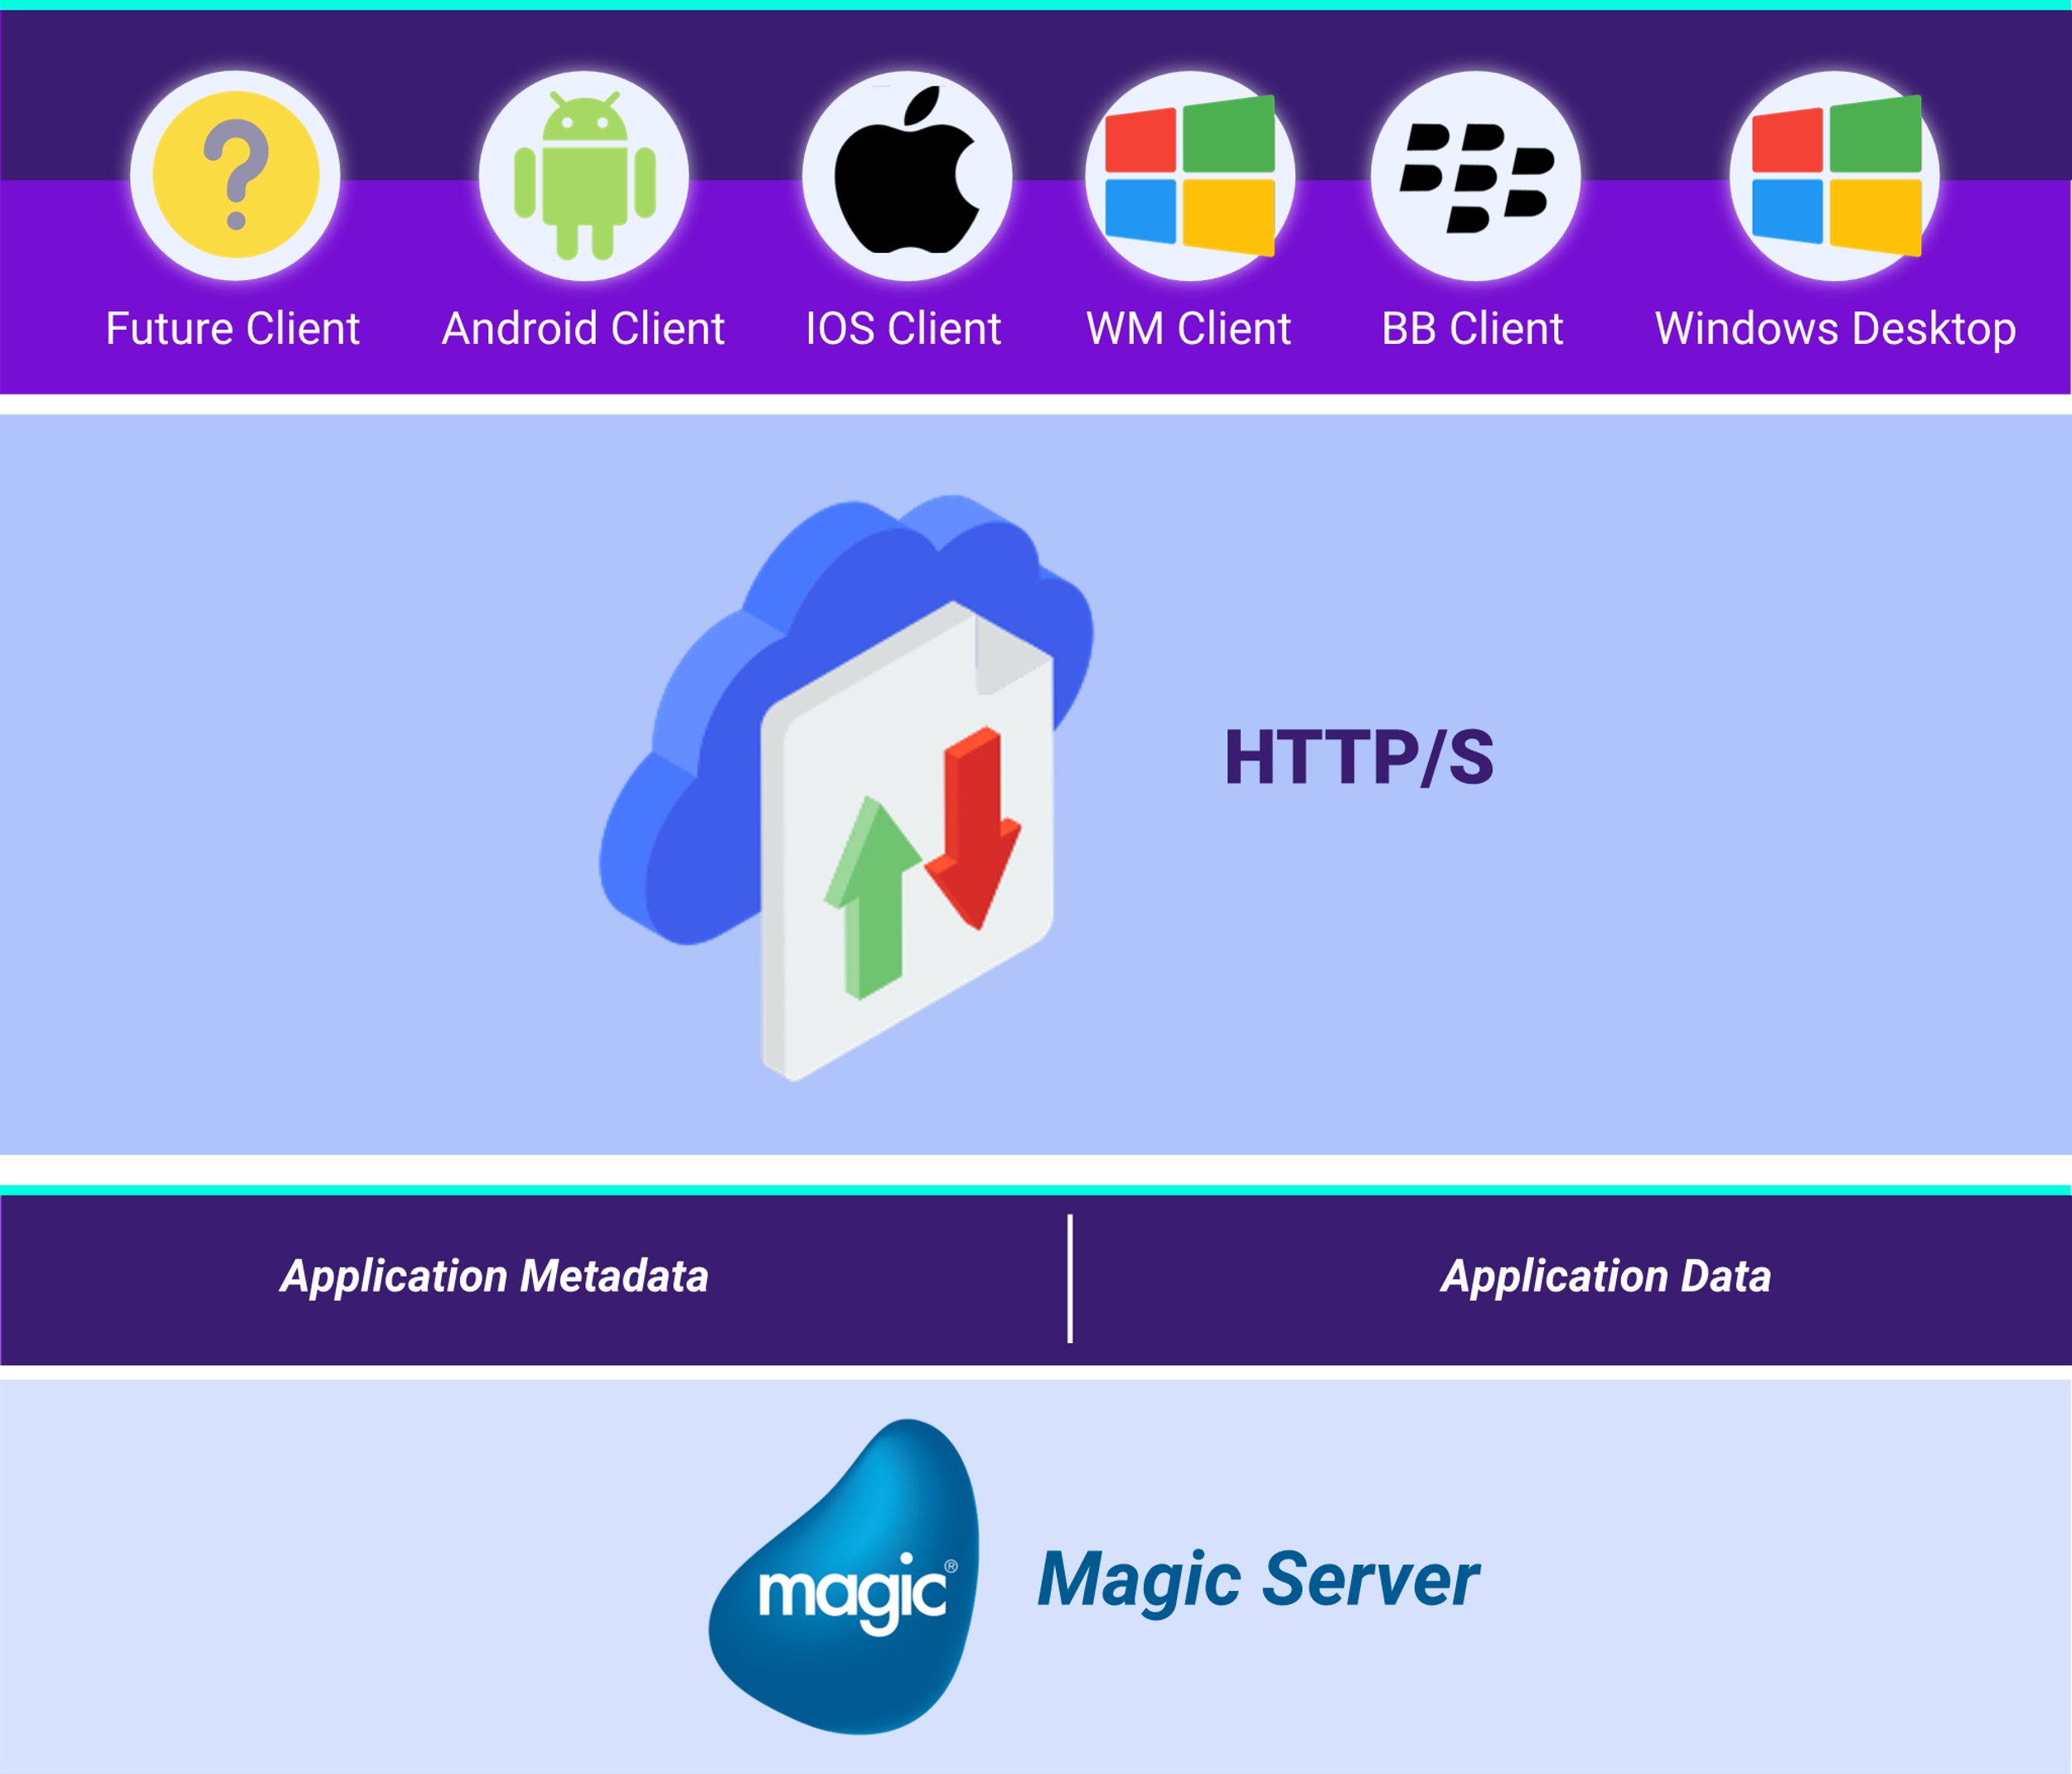 Future Client
Android Client
IOS Client
WM Client
BB Client
Windows Desktop
HTTP/S
Application Metadata
Application Data
magic®
Magic Server